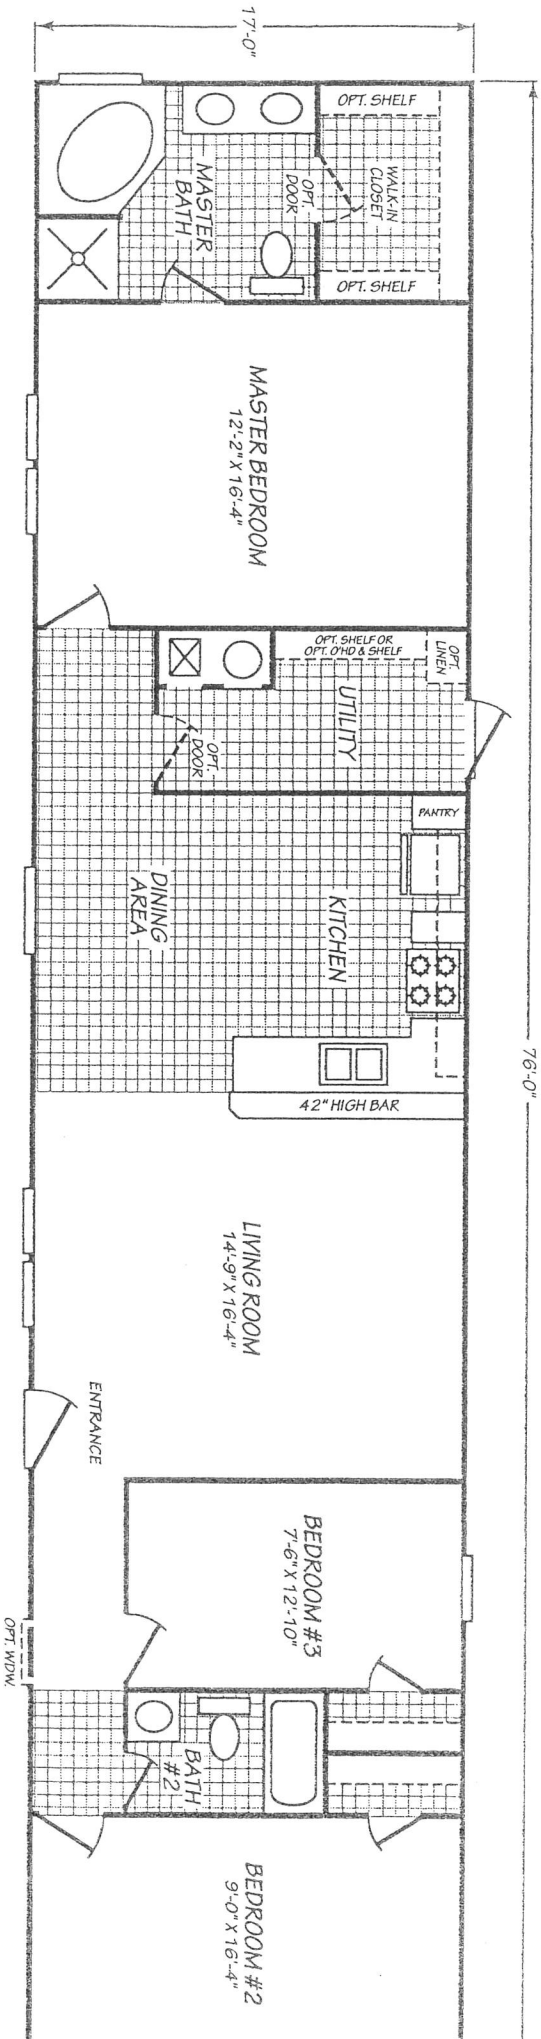 17'-0"
76'-0"
OPT. SHELF
WALK-IN
CLOSET
OPT.
DOOR
MASTER
BATH
OPT. SHELF
MASTER BEDROOM
12'-2" X 16'-4"
OPT. SHELF OR
OPT. O'HD & SHELF
OPT.
LINEN
UTILITY
OPT.
DOOR
PANTRY
KITCHEN
DINING
AREA
42" HIGH BAR
LIVING ROOM
14'-9" X 16'-4"
ENTRANCE
BEDROOM #3
7'-6" X 12'-10"
OPT. WDW.
BATH
#2
BEDROOM #2
9'-0" X 16'-4"